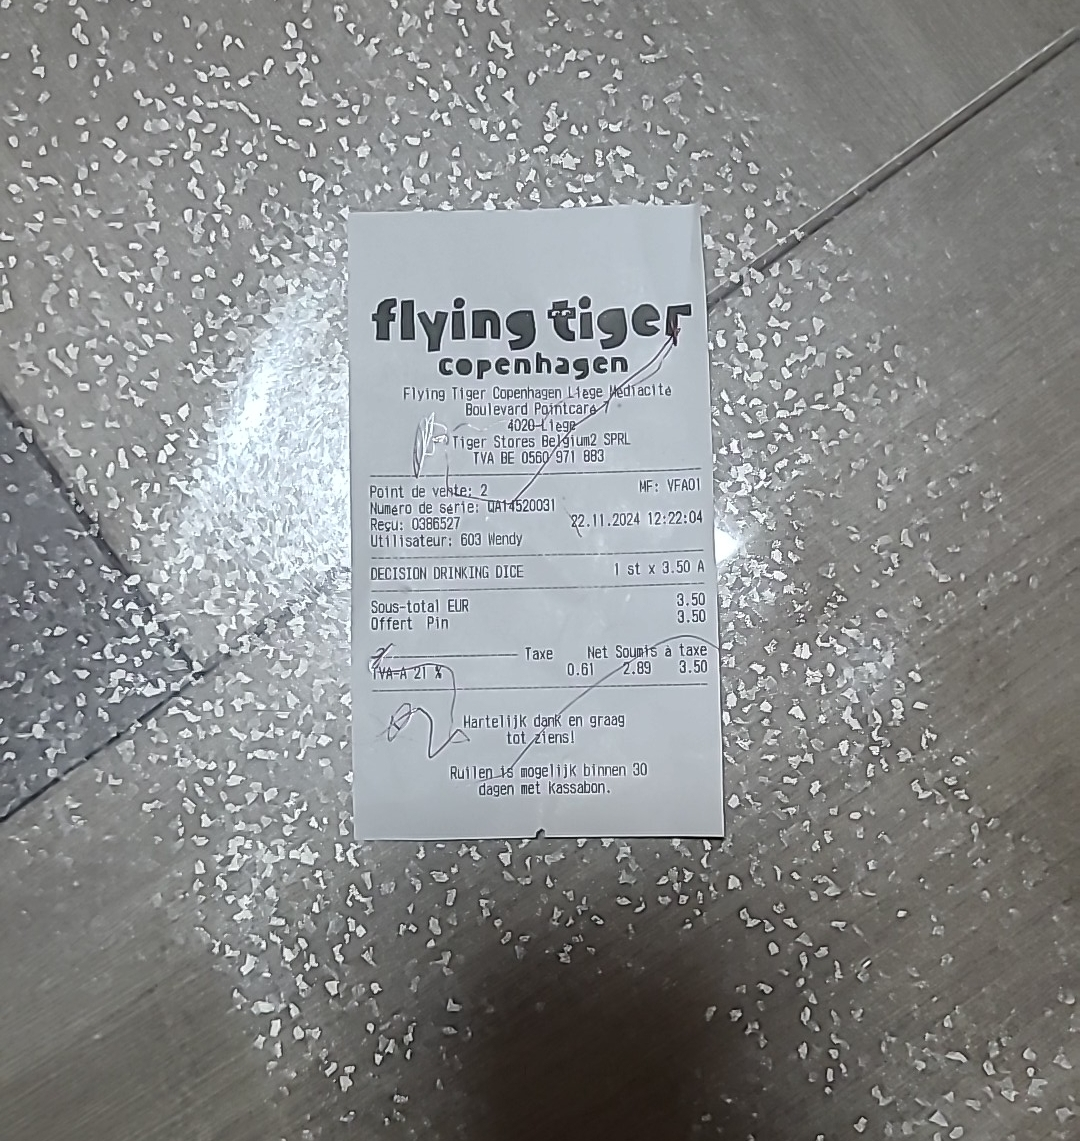 flying tiger
copenhagen
Flying Tiger Copenhagen Liege Mediacité
Boulevard Pointcaré 7
4020-Liege
Tiger Stores Belgium2 SPRL
TVA BE 0560 971 883
Point de vente: 2 MF: VFA01
Numéro de série: QA14520031
Reçu: 0386527 22.11.2024 12:22:04
Utilisateur: 603 Wendy
DECISION DRINKING DICE 1 st x 3.50 A
Sous-total EUR 3.50
Offert Pin 3.50
Taxe Net Soumis à taxe
TVA-A 21 % 0.61 2.89 3.50
Hartelijk dank en graag
tot ziens!
Ruilen is mogelijk binnen 30
dagen met Kassabon.